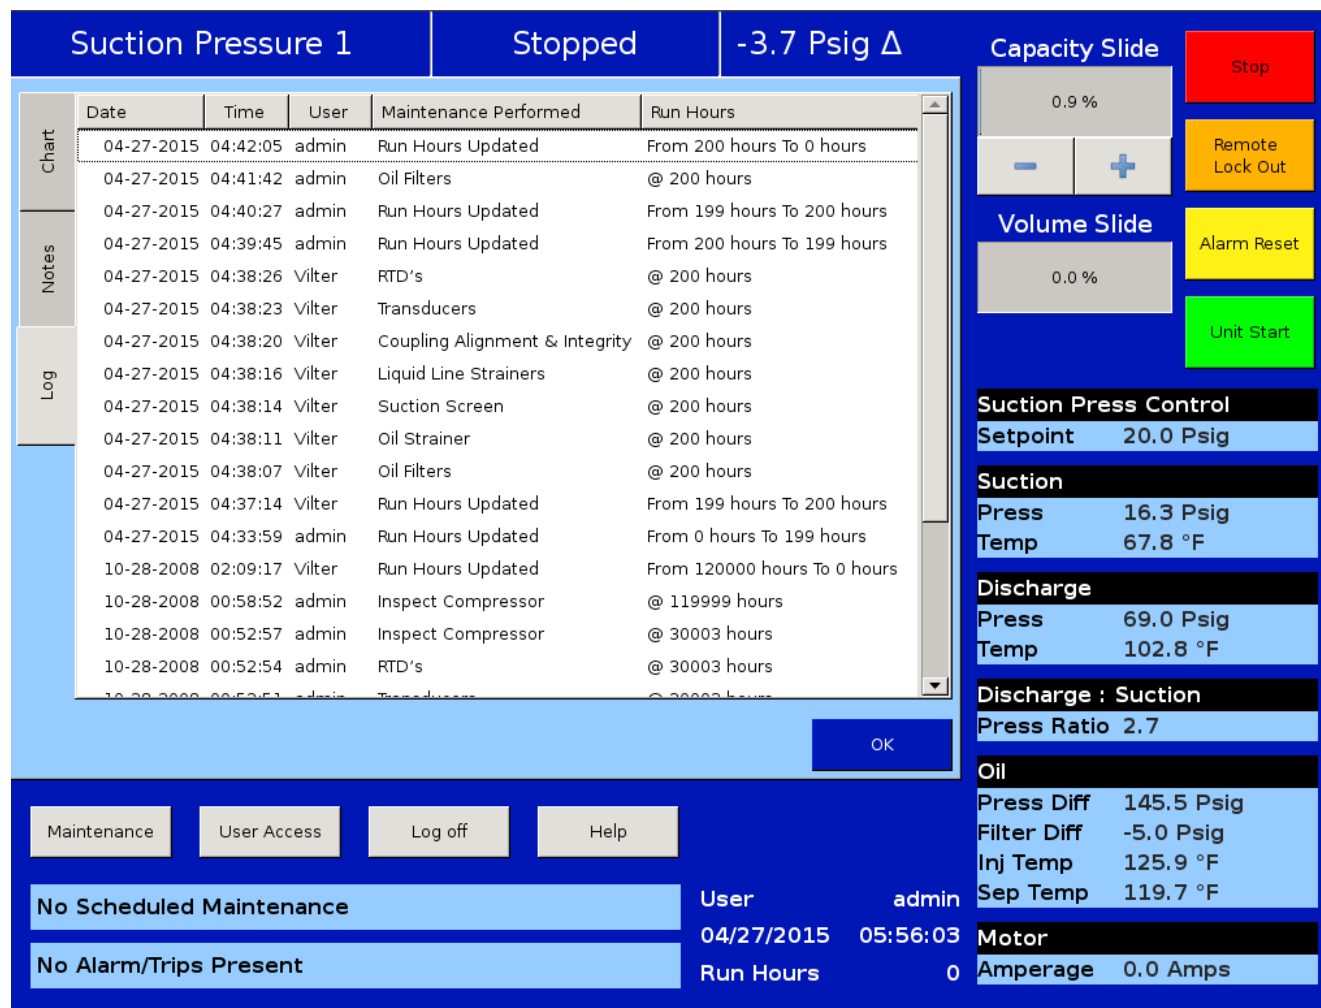 Suction Pressure 1 Stopped -3.7 Psig Δ
Chart
Notes
Log
Date Time User Maintenance Performed Run Hours
04-27-2015 04:42:05 admin Run Hours Updated From 200 hours To 0 hours
04-27-2015 04:41:42 admin Oil Filters @ 200 hours
04-27-2015 04:40:27 admin Run Hours Updated From 199 hours To 200 hours
04-27-2015 04:39:45 admin Run Hours Updated From 200 hours To 199 hours
04-27-2015 04:38:26 Vilter RTD's @ 200 hours
04-27-2015 04:38:23 Vilter Transducers @ 200 hours
04-27-2015 04:38:20 Vilter Coupling Alignment & Integrity @ 200 hours
04-27-2015 04:38:16 Vilter Liquid Line Strainers @ 200 hours
04-27-2015 04:38:14 Vilter Suction Screen @ 200 hours
04-27-2015 04:38:11 Vilter Oil Strainer @ 200 hours
04-27-2015 04:38:07 Vilter Oil Filters @ 200 hours
04-27-2015 04:37:14 Vilter Run Hours Updated From 199 hours To 200 hours
04-27-2015 04:33:59 admin Run Hours Updated From 0 hours To 199 hours
10-28-2008 02:09:17 Vilter Run Hours Updated From 120000 hours To 0 hours
10-28-2008 00:58:52 admin Inspect Compressor @ 119999 hours
10-28-2008 00:52:57 admin Inspect Compressor @ 30003 hours
10-28-2008 00:52:54 admin RTD's @ 30003 hours
10-28-2008 00:52:51 admin Transducers @ 30003 hours
OK
Maintenance User Access Log off Help
No Scheduled Maintenance
No Alarm/Trips Present
User admin
04/27/2015 05:56:03
Run Hours 0
Capacity Slide
0.9 %
Volume Slide
0.0 %
Stop
Remote
Lock Out
Alarm Reset
Unit Start
Suction Press Control
Setpoint 20.0 Psig
Suction
Press 16.3 Psig
Temp 67.8 °F
Discharge
Press 69.0 Psig
Temp 102.8 °F
Discharge : Suction
Press Ratio 2.7
Oil
Press Diff 145.5 Psig
Filter Diff -5.0 Psig
Inj Temp 125.9 °F
Sep Temp 119.7 °F
Motor
Amperage 0.0 Amps